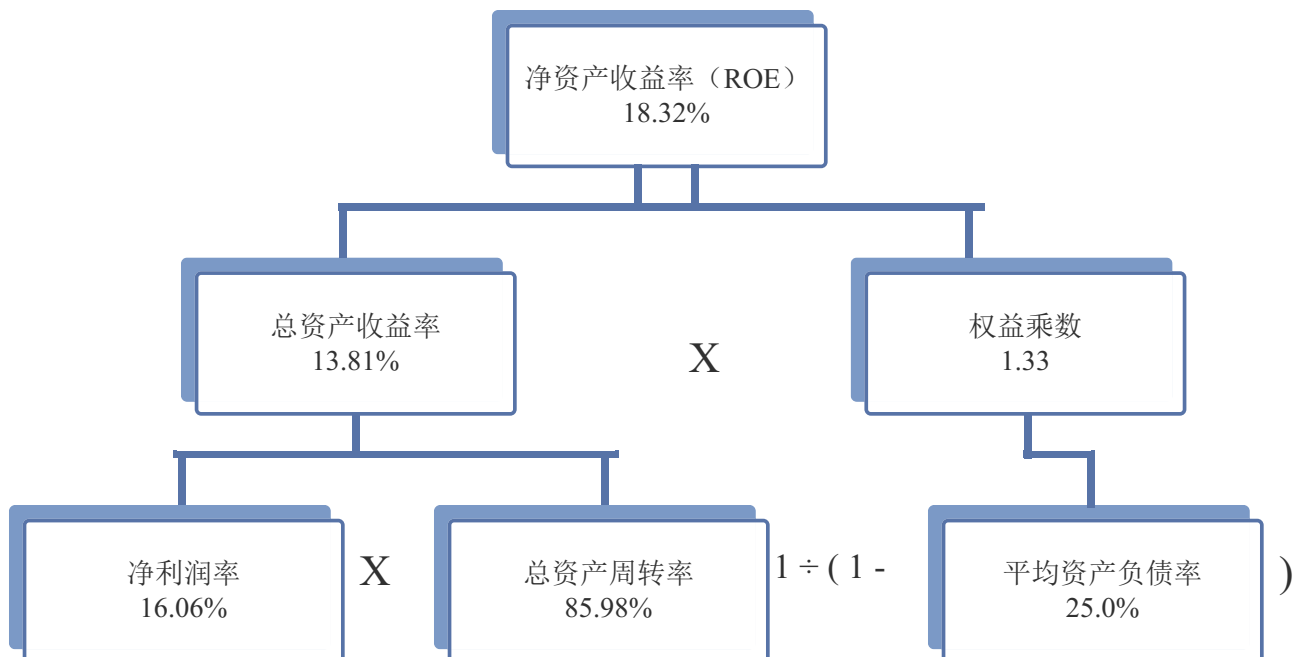 净资产收益率（ROE）
18.32%
总资产收益率
13.81%
X
权益乘数
1.33
净利润率
16.06%
X
总资产周转率
85.98%
1 ÷ ( 1 -
平均资产负债率
25.0%
)